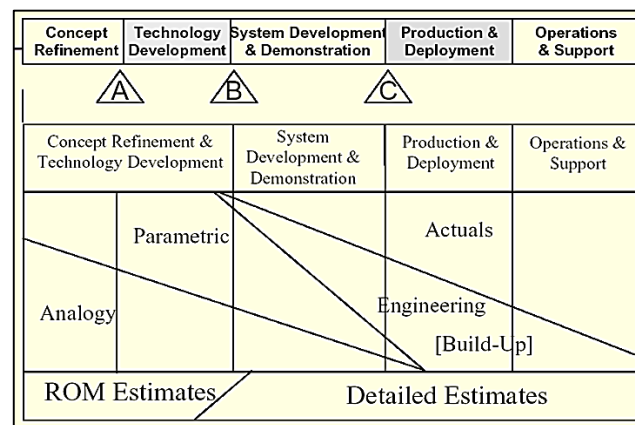 Concept
Refinement
Technology
Development
System Development
& Demonstration
Production &
Deployment
Operations
& Support
A
B
C
Concept Refinement &
Technology Development
System
Development &
Demonstration
Production &
Deployment
Operations &
Support
Parametric
Actuals
Analogy
Engineering
[Build-Up]
ROM Estimates
Detailed Estimates